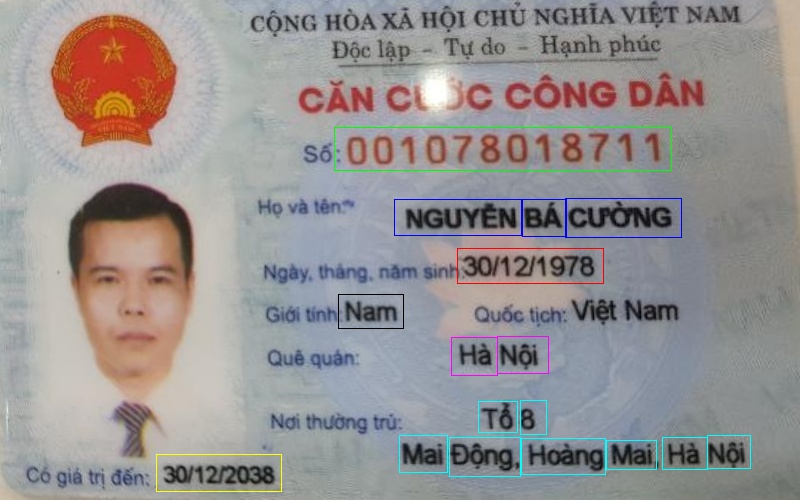 CỘNG HÒA XÃ HỘI CHỦ NGHĨA VIỆT NAM
Độc lập - Tự do - Hạnh phúc
CĂN CƯỚC CÔNG DÂN
Số: 001078018711
Họ và tên: NGUYỄN BÁ CƯỜNG
Ngày, tháng, năm sinh: 30/12/1978
Giới tính: Nam Quốc tịch: Việt Nam
Quê quán: Hà Nội
Nơi thường trú: Tổ 8
Mai Động, Hoàng Mai, Hà Nội
Có giá trị đến: 30/12/2038